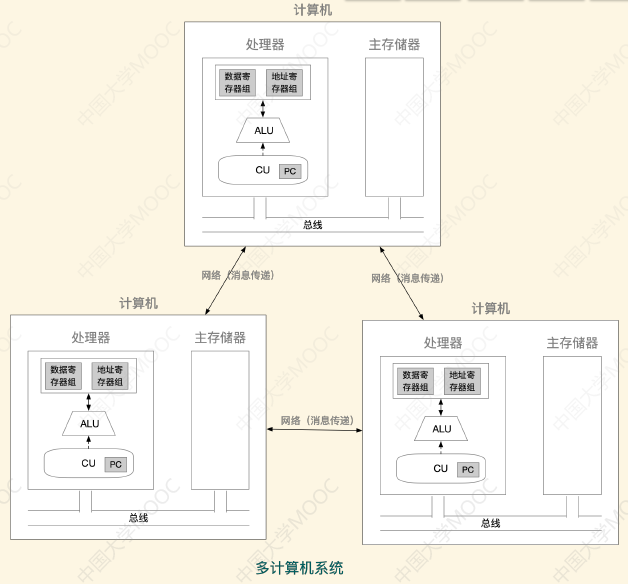 计算机
处理器
主存储器
数据寄
存器组
地址寄
存器组
ALU
CU
PC
总线
网络（消息传递）
网络（消息传递）
计算机
处理器
主存储器
数据寄
存器组
地址寄
存器组
ALU
CU
PC
总线
网络（消息传递）
计算机
处理器
主存储器
数据寄
存器组
地址寄
存器组
ALU
CU
PC
总线
多计算机系统
中国大学MOOC